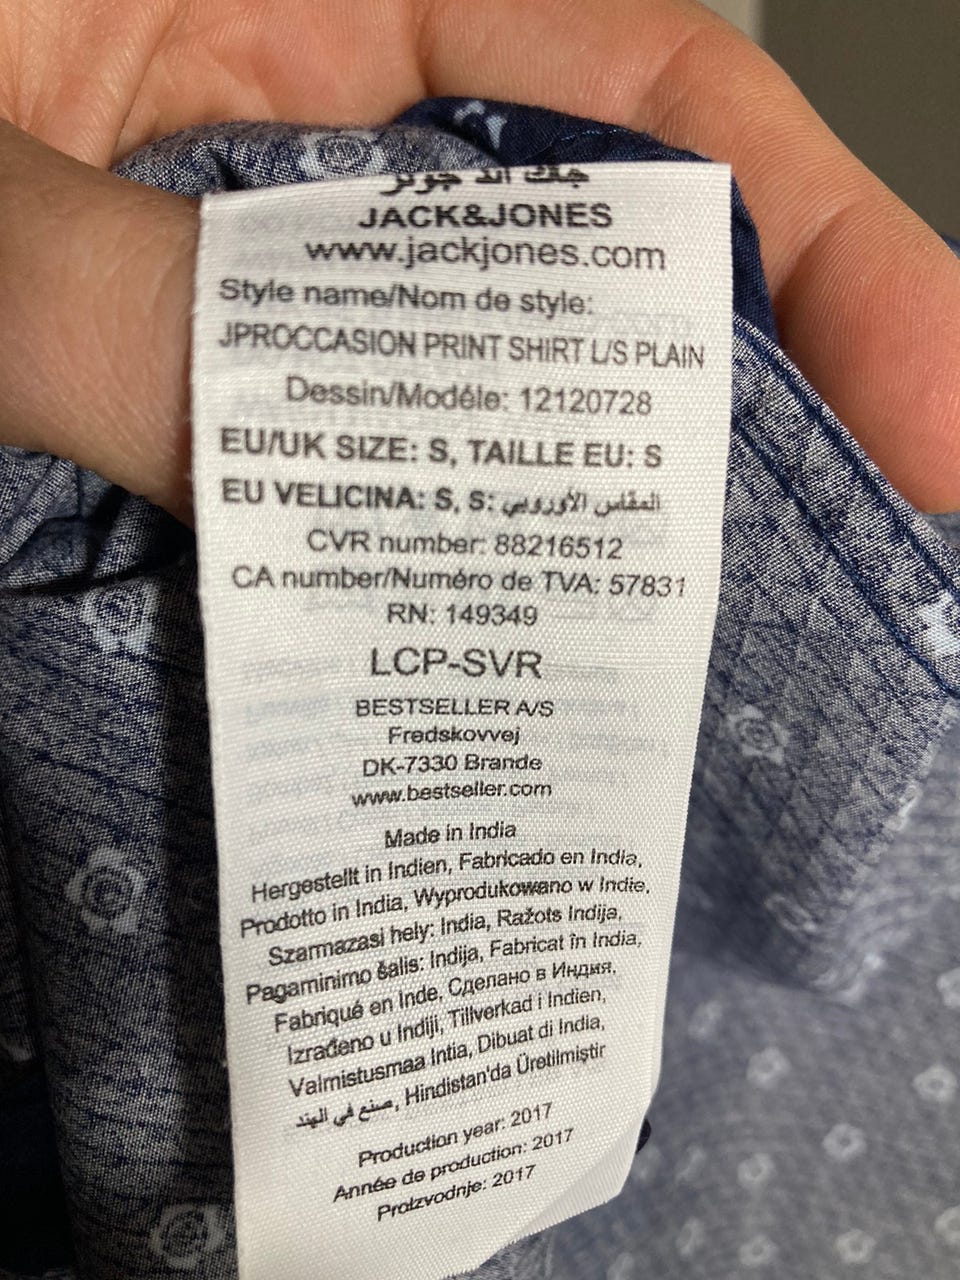 جاك اند جونز
JACK&JONES
www.jackjones.com
Style name/Nom de style:
JPROCCASION PRINT SHIRT L/S PLAIN
Dessin/Modéle: 12120728
EU/UK SIZE: S, TAILLE EU: S
EU VELICINA: S, S: المقاس الأوروبي
CVR number: 88216512
CA number/Numéro de TVA: 57831
RN: 149349
LCP-SVR
BESTSELLER A/S
Fredskovvej
DK-7330 Brande
www.bestseller.com
Made in India
Hergestellt in Indien, Fabricado en India,
Prodotto in India, Wyprodukowano w Indie,
Szarmazasi hely: India, Ražots Indija,
Pagaminimo šalis: Indija, Fabricat în India,
Fabriqué en Inde, Сделано в Индия,
Izrađeno u Indiji, Tillverkad i Indien,
Valmistusmaa Intia, Dibuat di India,
صنع في الهند, Hindistan'da Üretilmiştir
Production year: 2017
Année de production: 2017
Proizvodnje: 2017